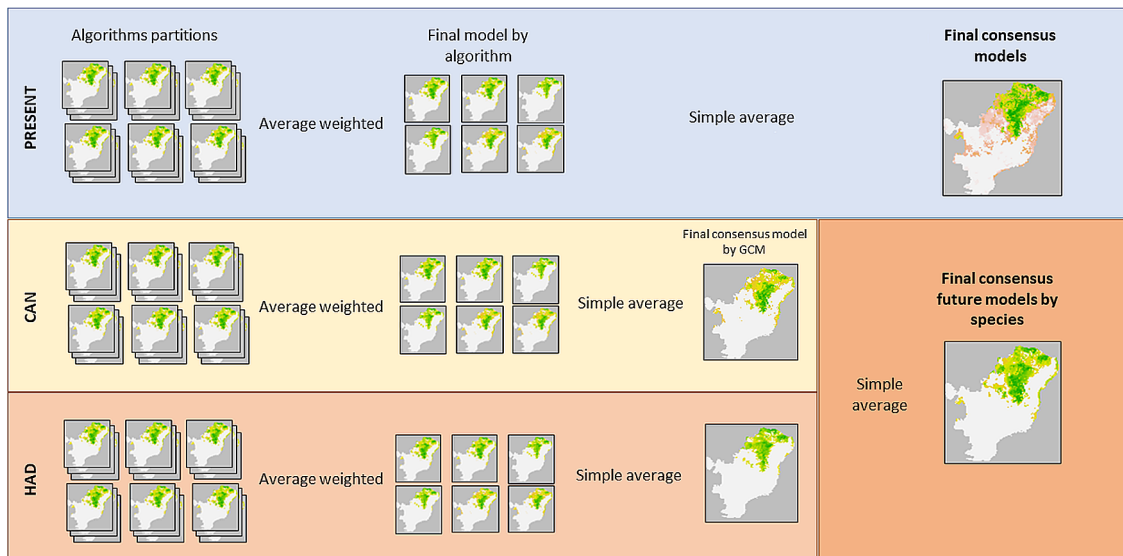 Algorithms partitions
Final model by
algorithm
Final consensus
models
PRESENT
Average weighted
Simple average
Final consensus model
by GCM
CAN
Average weighted
Simple average
Final consensus
future models by
species
Simple
average
HAD
Average weighted
Simple average